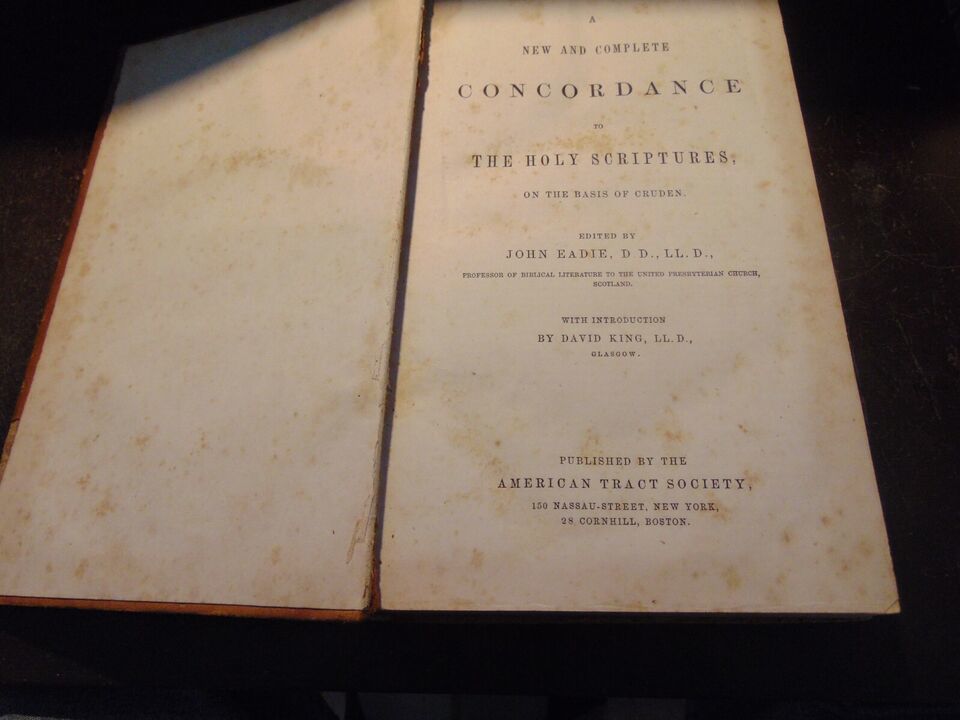 A
NEW AND COMPLETE
CONCORDANCE
TO
THE HOLY SCRIPTURES,
ON THE BASIS OF CRUDEN.
EDITED BY
JOHN EADIE, D D., LL. D.,
PROFESSOR OF BIBLICAL LITERATURE TO THE UNITED PRESBYTERIAN CHURCH,
SCOTLAND.
WITH INTRODUCTION
BY DAVID KING, LL. D.,
GLASGOW.
PUBLISHED BY THE
AMERICAN TRACT SOCIETY,
150 NASSAU-STREET, NEW YORK,
28 CORNHILL, BOSTON.